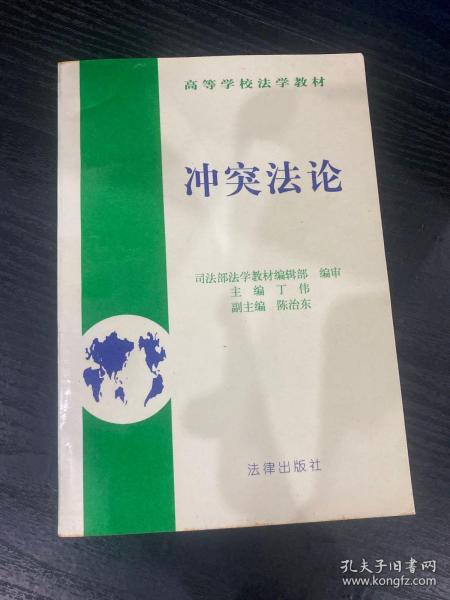 高等学校法学教材
冲突法论
司法部法学教材编辑部 编审
主编 丁伟
副主编 陈治东
法律出版社
孔夫子旧书网
www.kongfz.com